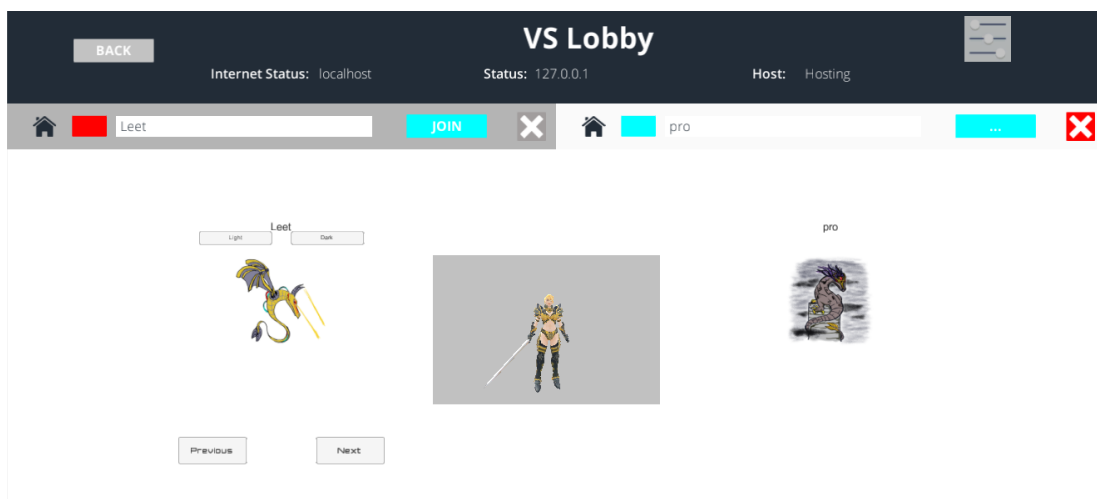 VS Lobby
BACK
Internet Status: localhost Status: 127.0.0.1 Host: Hosting
Leet JOIN pro ...
Leet pro
Light Dark
Previous Next